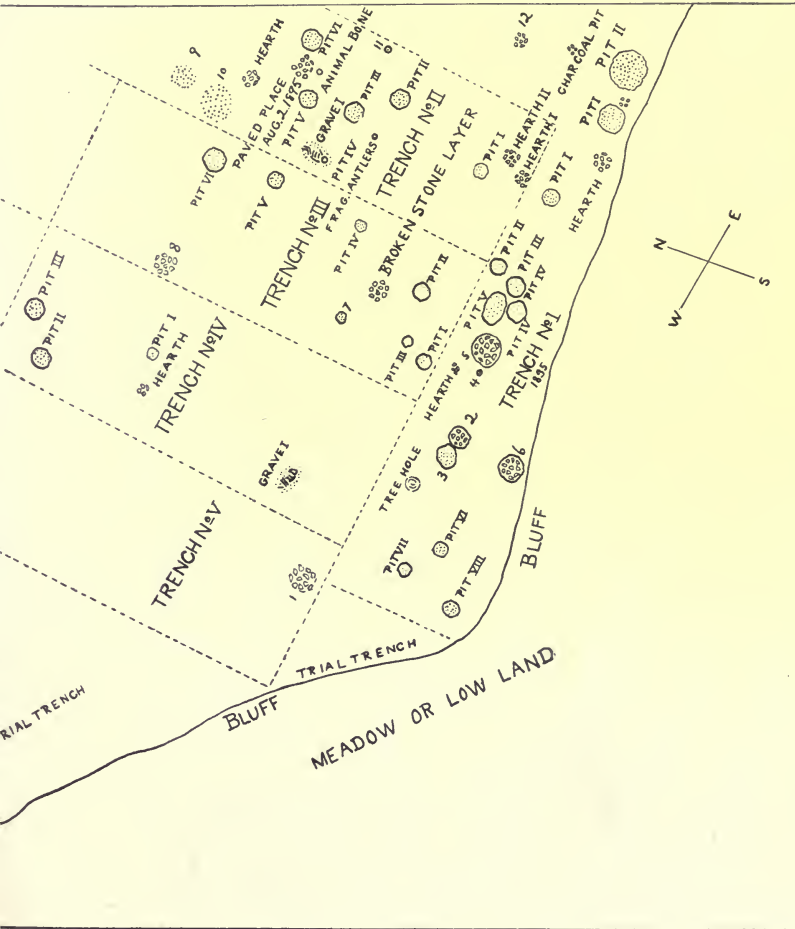 9
10
HEARTH
PAVED PLACE
AUG. 2. 1895
PIT VI
ANIMAL BONE
11
12
CHARCOAL PIT
PIT II
PIT I
HEARTH II
HEARTH I
PIT I
HEARTH
PIT V
GRAVE I
PIT III
PIT II
PIT IV
FRAG. ANTLERS
TRENCH No II
BROKEN STONE LAYER
PIT I
PIT VI
PIT V
TRENCH No III
PIT IV
7
PIT II
PIT III
PIT I
8
PIT III
PIT II
PIT I
HEARTH
TRENCH No IV
GRAVE I
TRENCH No V
1
PIT II
PIT III
PIT IV
PIT V
PIT IV
TRENCH No I
1895
HEARTH
5
4
2
3
6
TREE HOLE
PIT VII
PIT VI
PIT VIII
BLUFF
TRIAL TRENCH
RIAL TRENCH
BLUFF
MEADOW OR LOW LAND
N
E
S
W